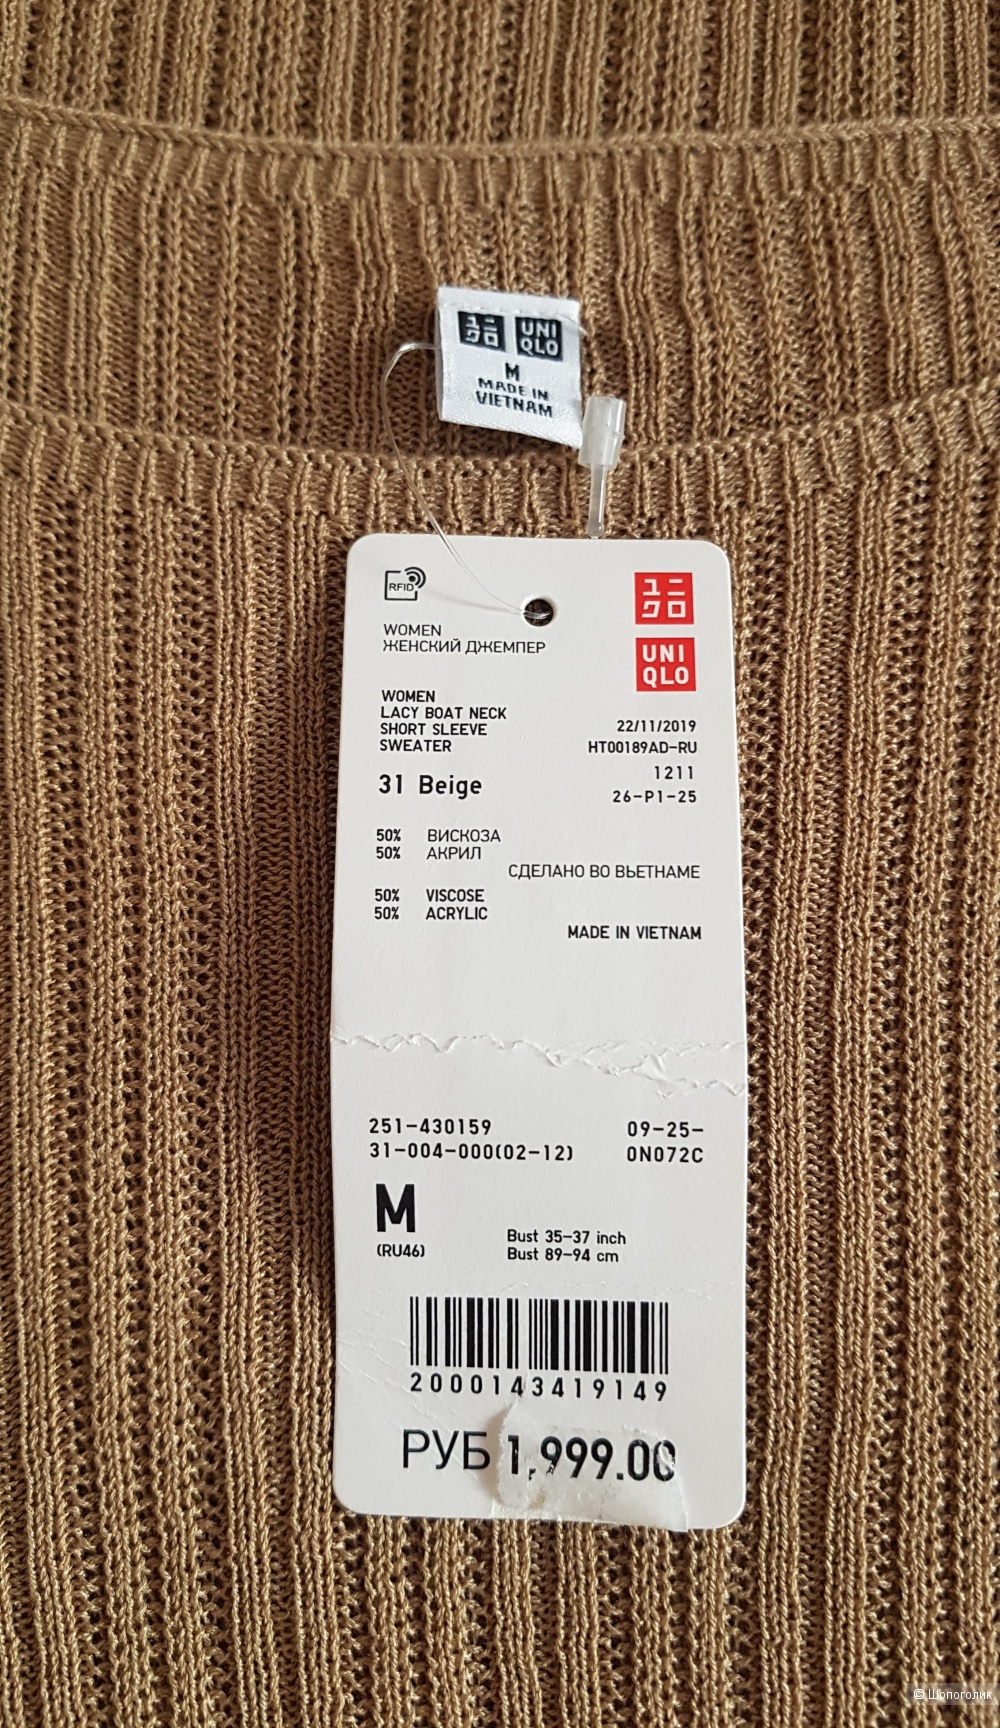 ユニ
クロ
UNI
QLO
M
MADE IN
VIETNAM
RFID
ユニ
クロ
UNI
QLO
WOMEN
ЖЕНСКИЙ ДЖЕМПЕР
WOMEN
LACY BOAT NECK
SHORT SLEEVE
SWEATER
22/11/2019
HT00189AD-RU
1211
26-P1-25
31 Beige
50% ВИСКОЗА
50% АКРИЛ
СДЕЛАНО ВО ВЬЕТНАМЕ
50% VISCOSE
50% ACRYLIC
MADE IN VIETNAM
251-430159 09-25-
31-004-000(02-12) 0N072C
M
(RU46)
Bust 35-37 inch
Bust 89-94 cm
2000143419149
РУБ 1,999.00
© Шопоголик